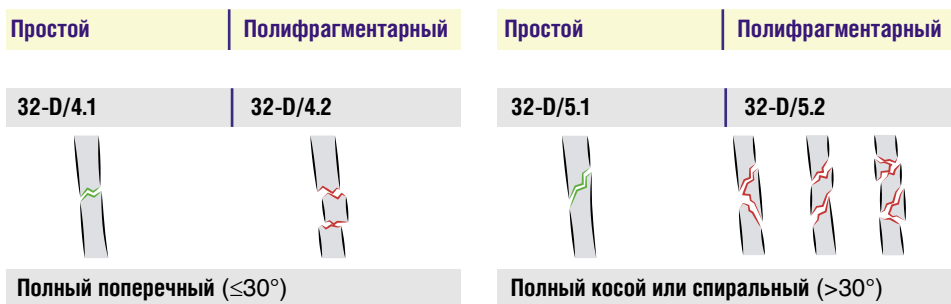 Простой Полифрагментарный Простой Полифрагментарный
32-D/4.1 32-D/4.2 32-D/5.1 32-D/5.2
Полный поперечный (≤30°) Полный косой или спиральный (>30°)